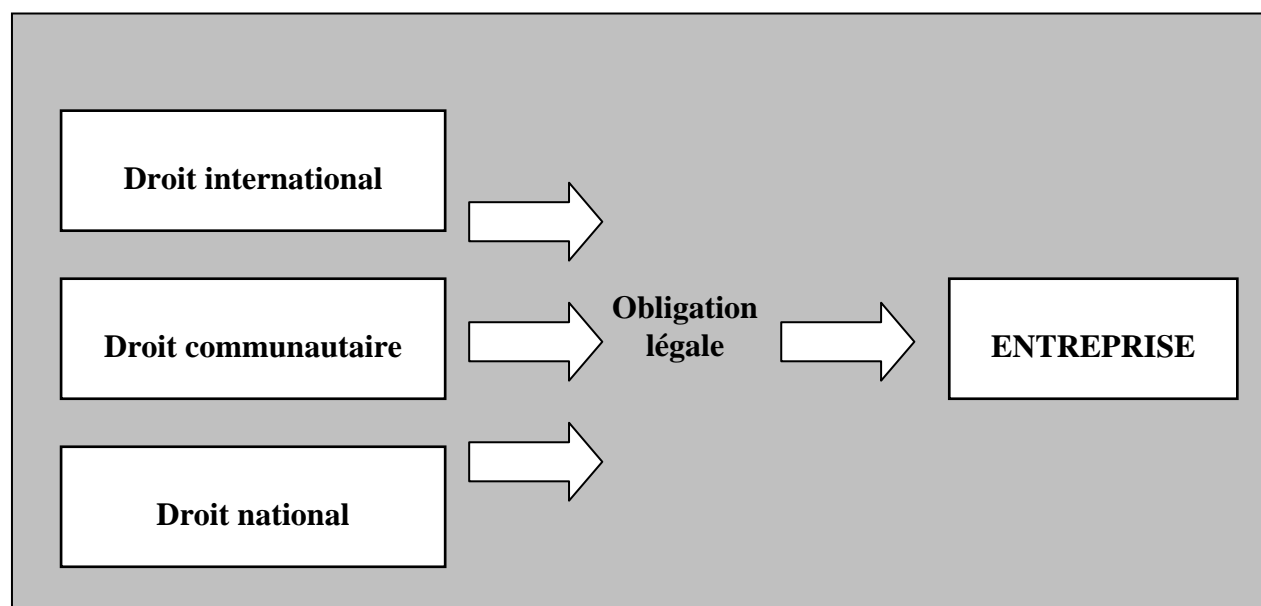 Droit international
Droit communautaire
Droit national
Obligation
légale
ENTREPRISE